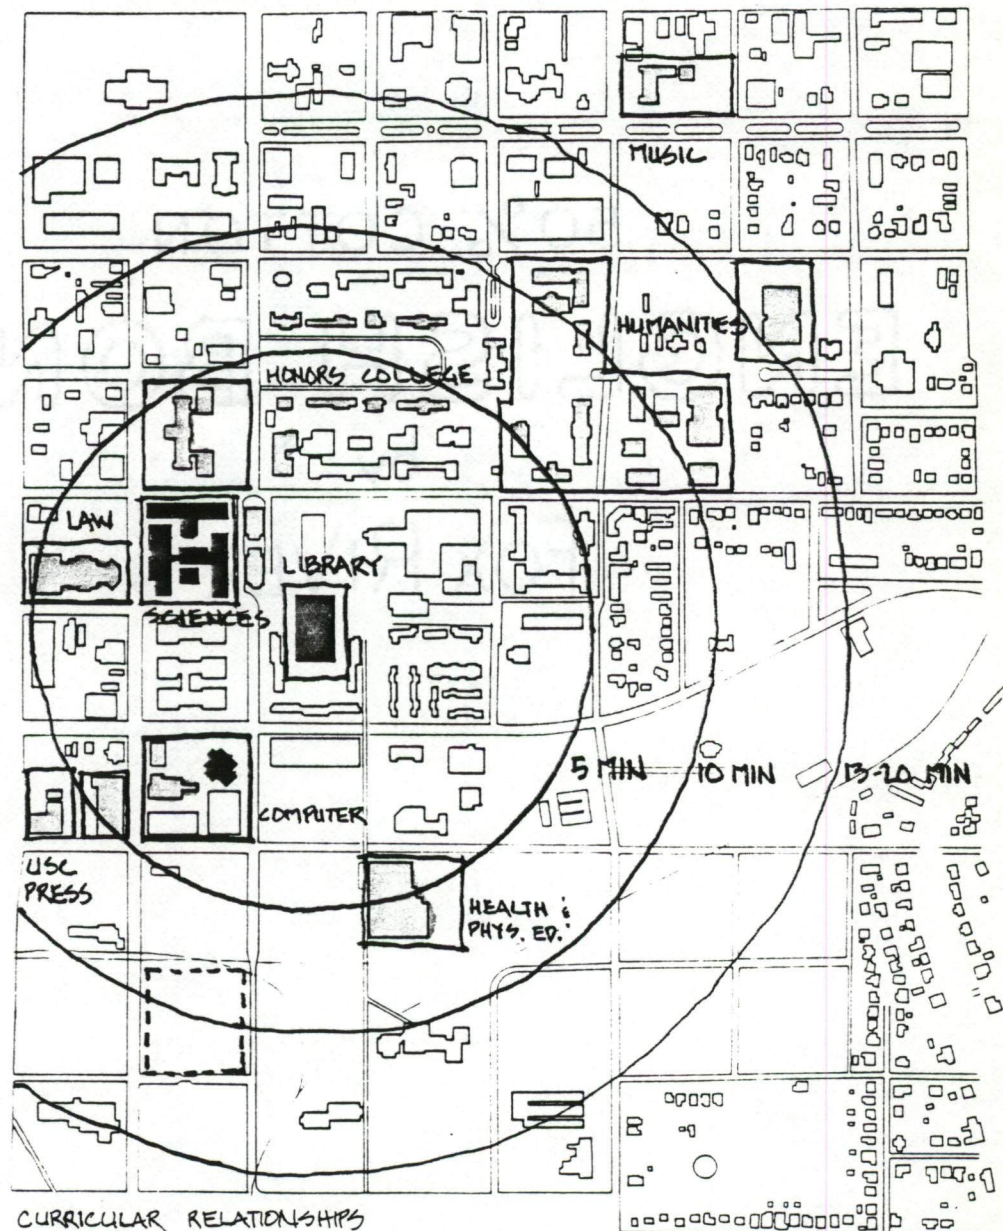 MUSIC
HUMANITIES
HONORS COLLEGE
LAW
LIBRARY
SCIENCES
5 MIN
10 MIN
13-20 MIN
COMPUTER
USC
PRESS
HEALTH &
PHYS. ED.
CURRICULAR RELATIONSHIPS